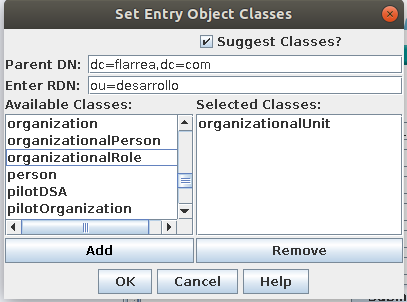 Set Entry Object Classes
Suggest Classes?
Parent DN: dc=flarrea,dc=com
Enter RDN: ou=desarrollo
Available Classes: Selected Classes:
organization organizationalUnit
organizationalPerson
organizationalRole
person
pilotDSA
pilotOrganization
Add Remove
OK Cancel Help